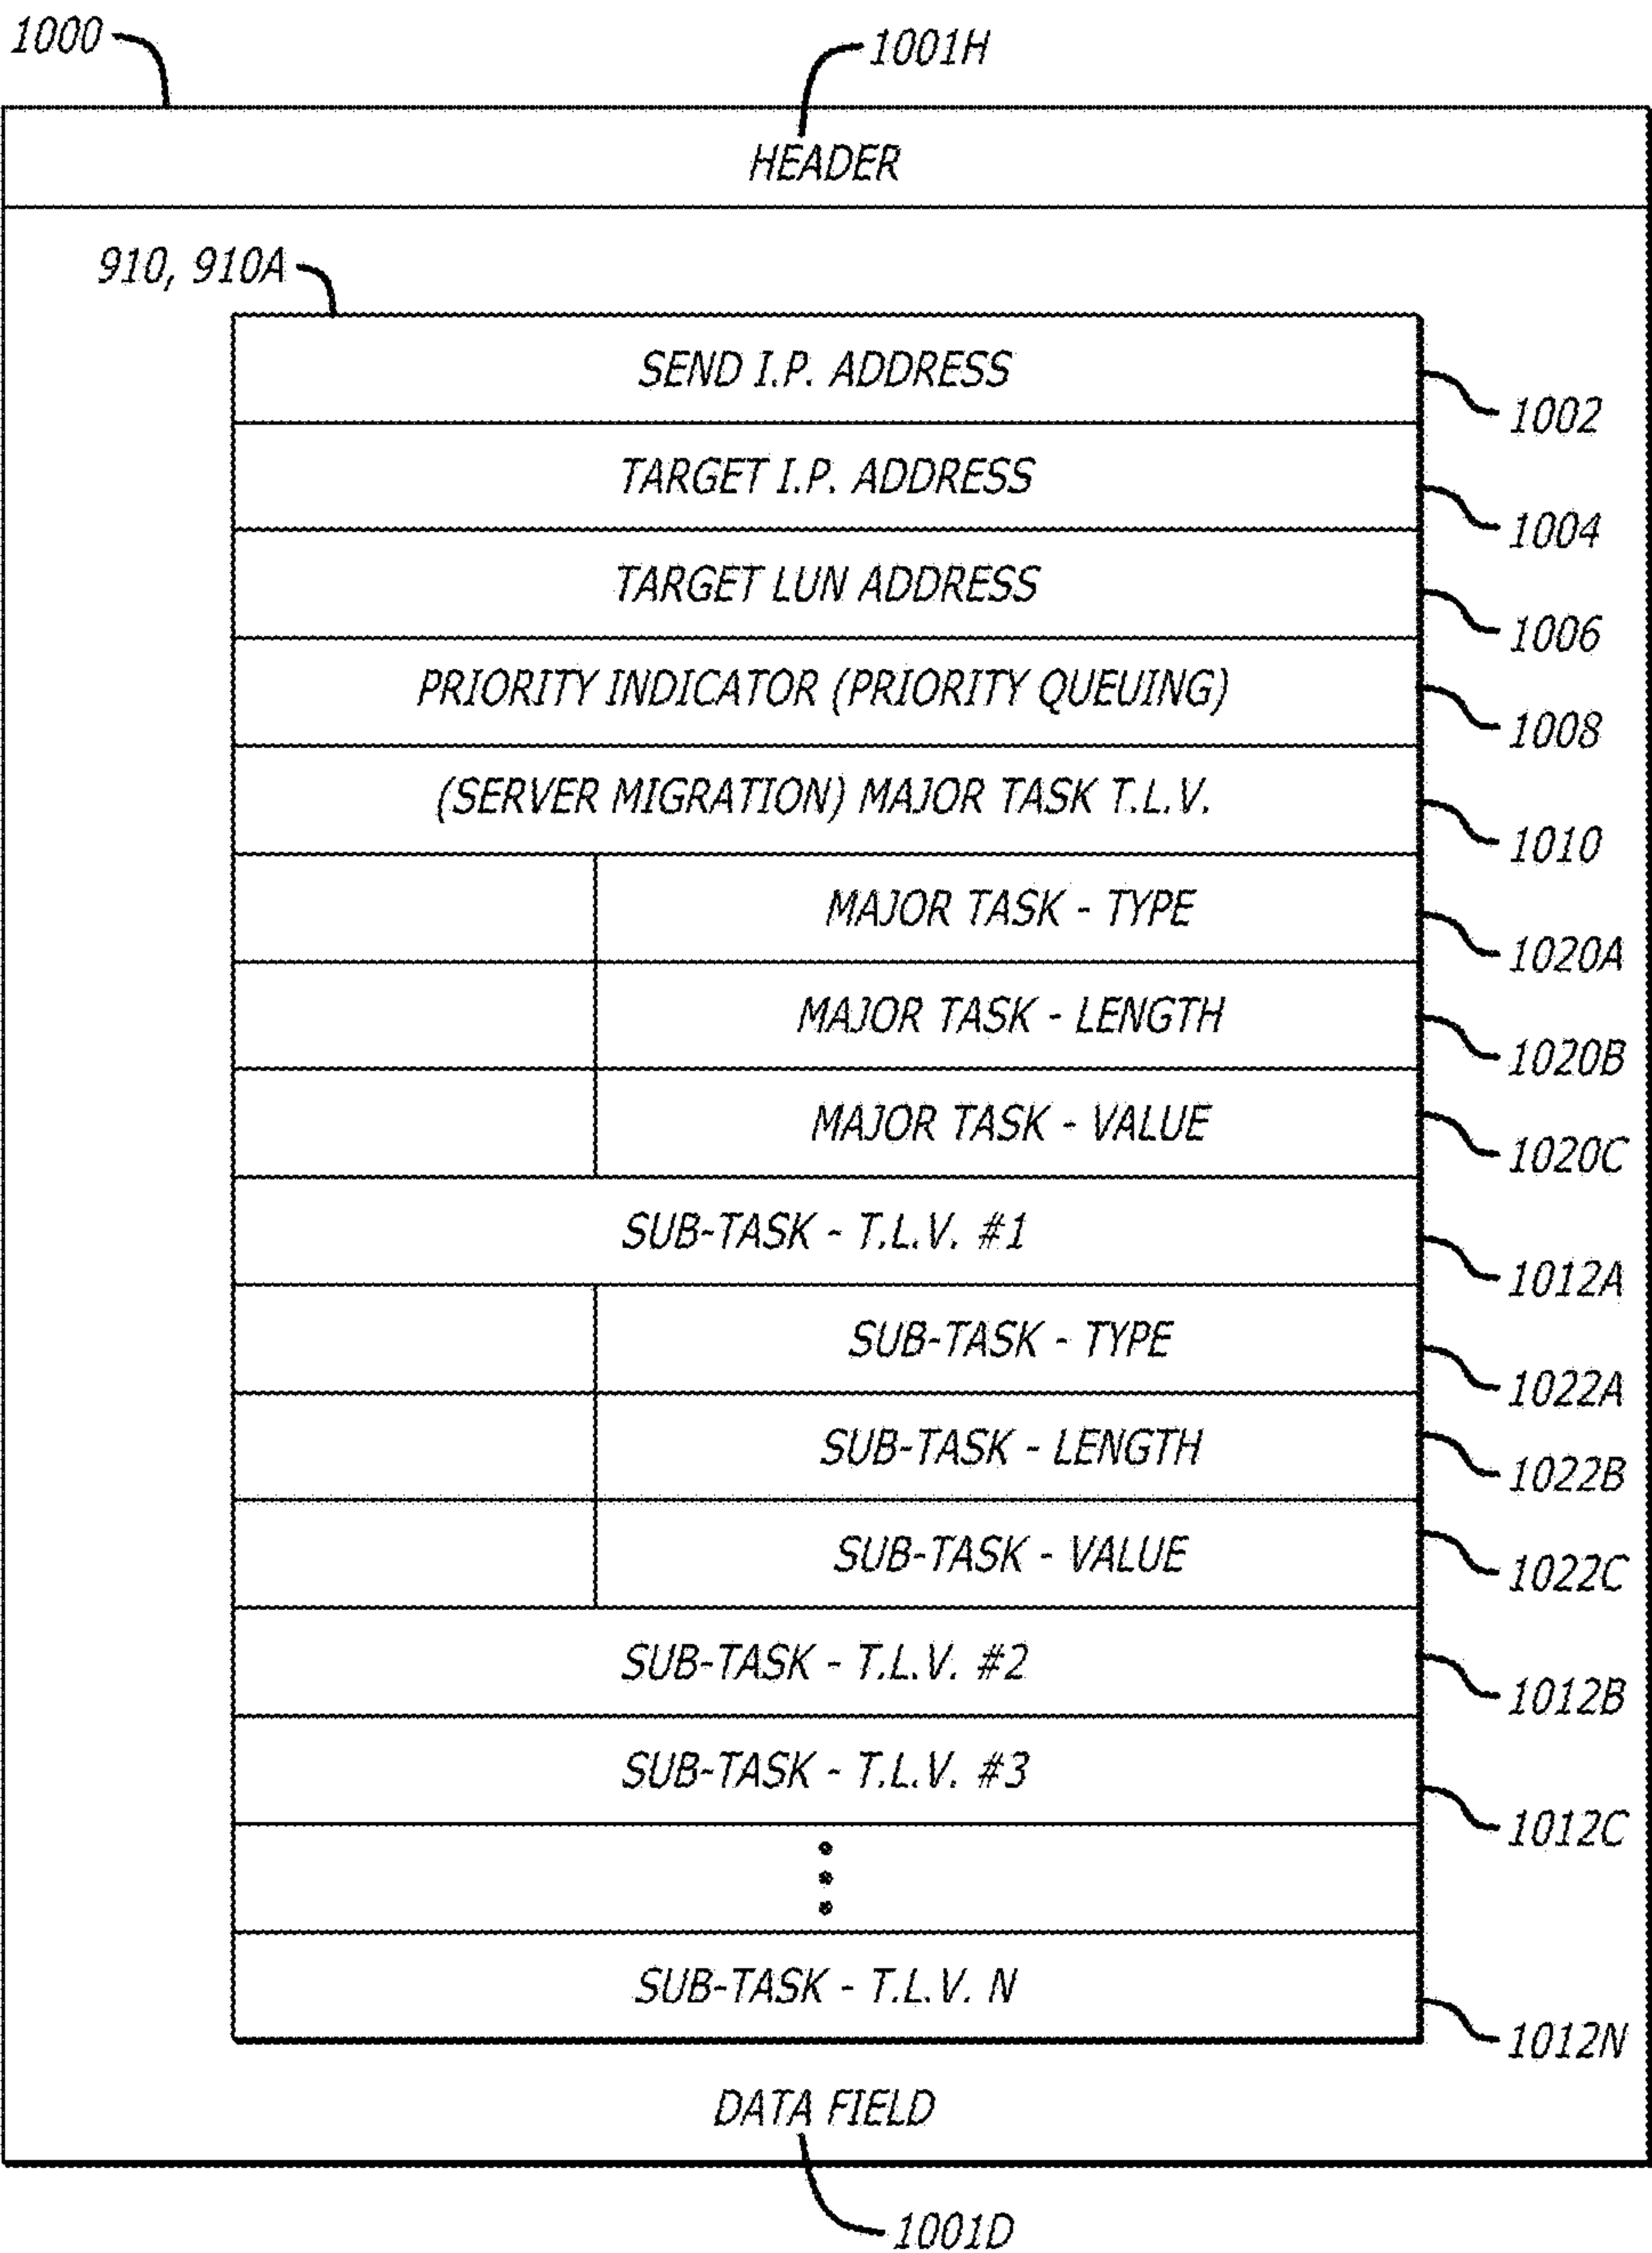 1000
1001H
HEADER
910, 910A
SEND I.P. ADDRESS
1002
TARGET I.P. ADDRESS
1004
TARGET LUN ADDRESS
1006
PRIORITY INDICATOR (PRIORITY QUEUING)
1008
(SERVER MIGRATION) MAJOR TASK T.L.V.
1010
MAJOR TASK - TYPE
1020A
MAJOR TASK - LENGTH
1020B
MAJOR TASK - VALUE
1020C
SUB-TASK - T.L.V. #1
1012A
SUB-TASK - TYPE
1022A
SUB-TASK - LENGTH
1022B
SUB-TASK - VALUE
1022C
SUB-TASK - T.L.V. #2
1012B
SUB-TASK - T.L.V. #3
1012C
SUB-TASK - T.L.V. N
1012N
DATA FIELD
1001D